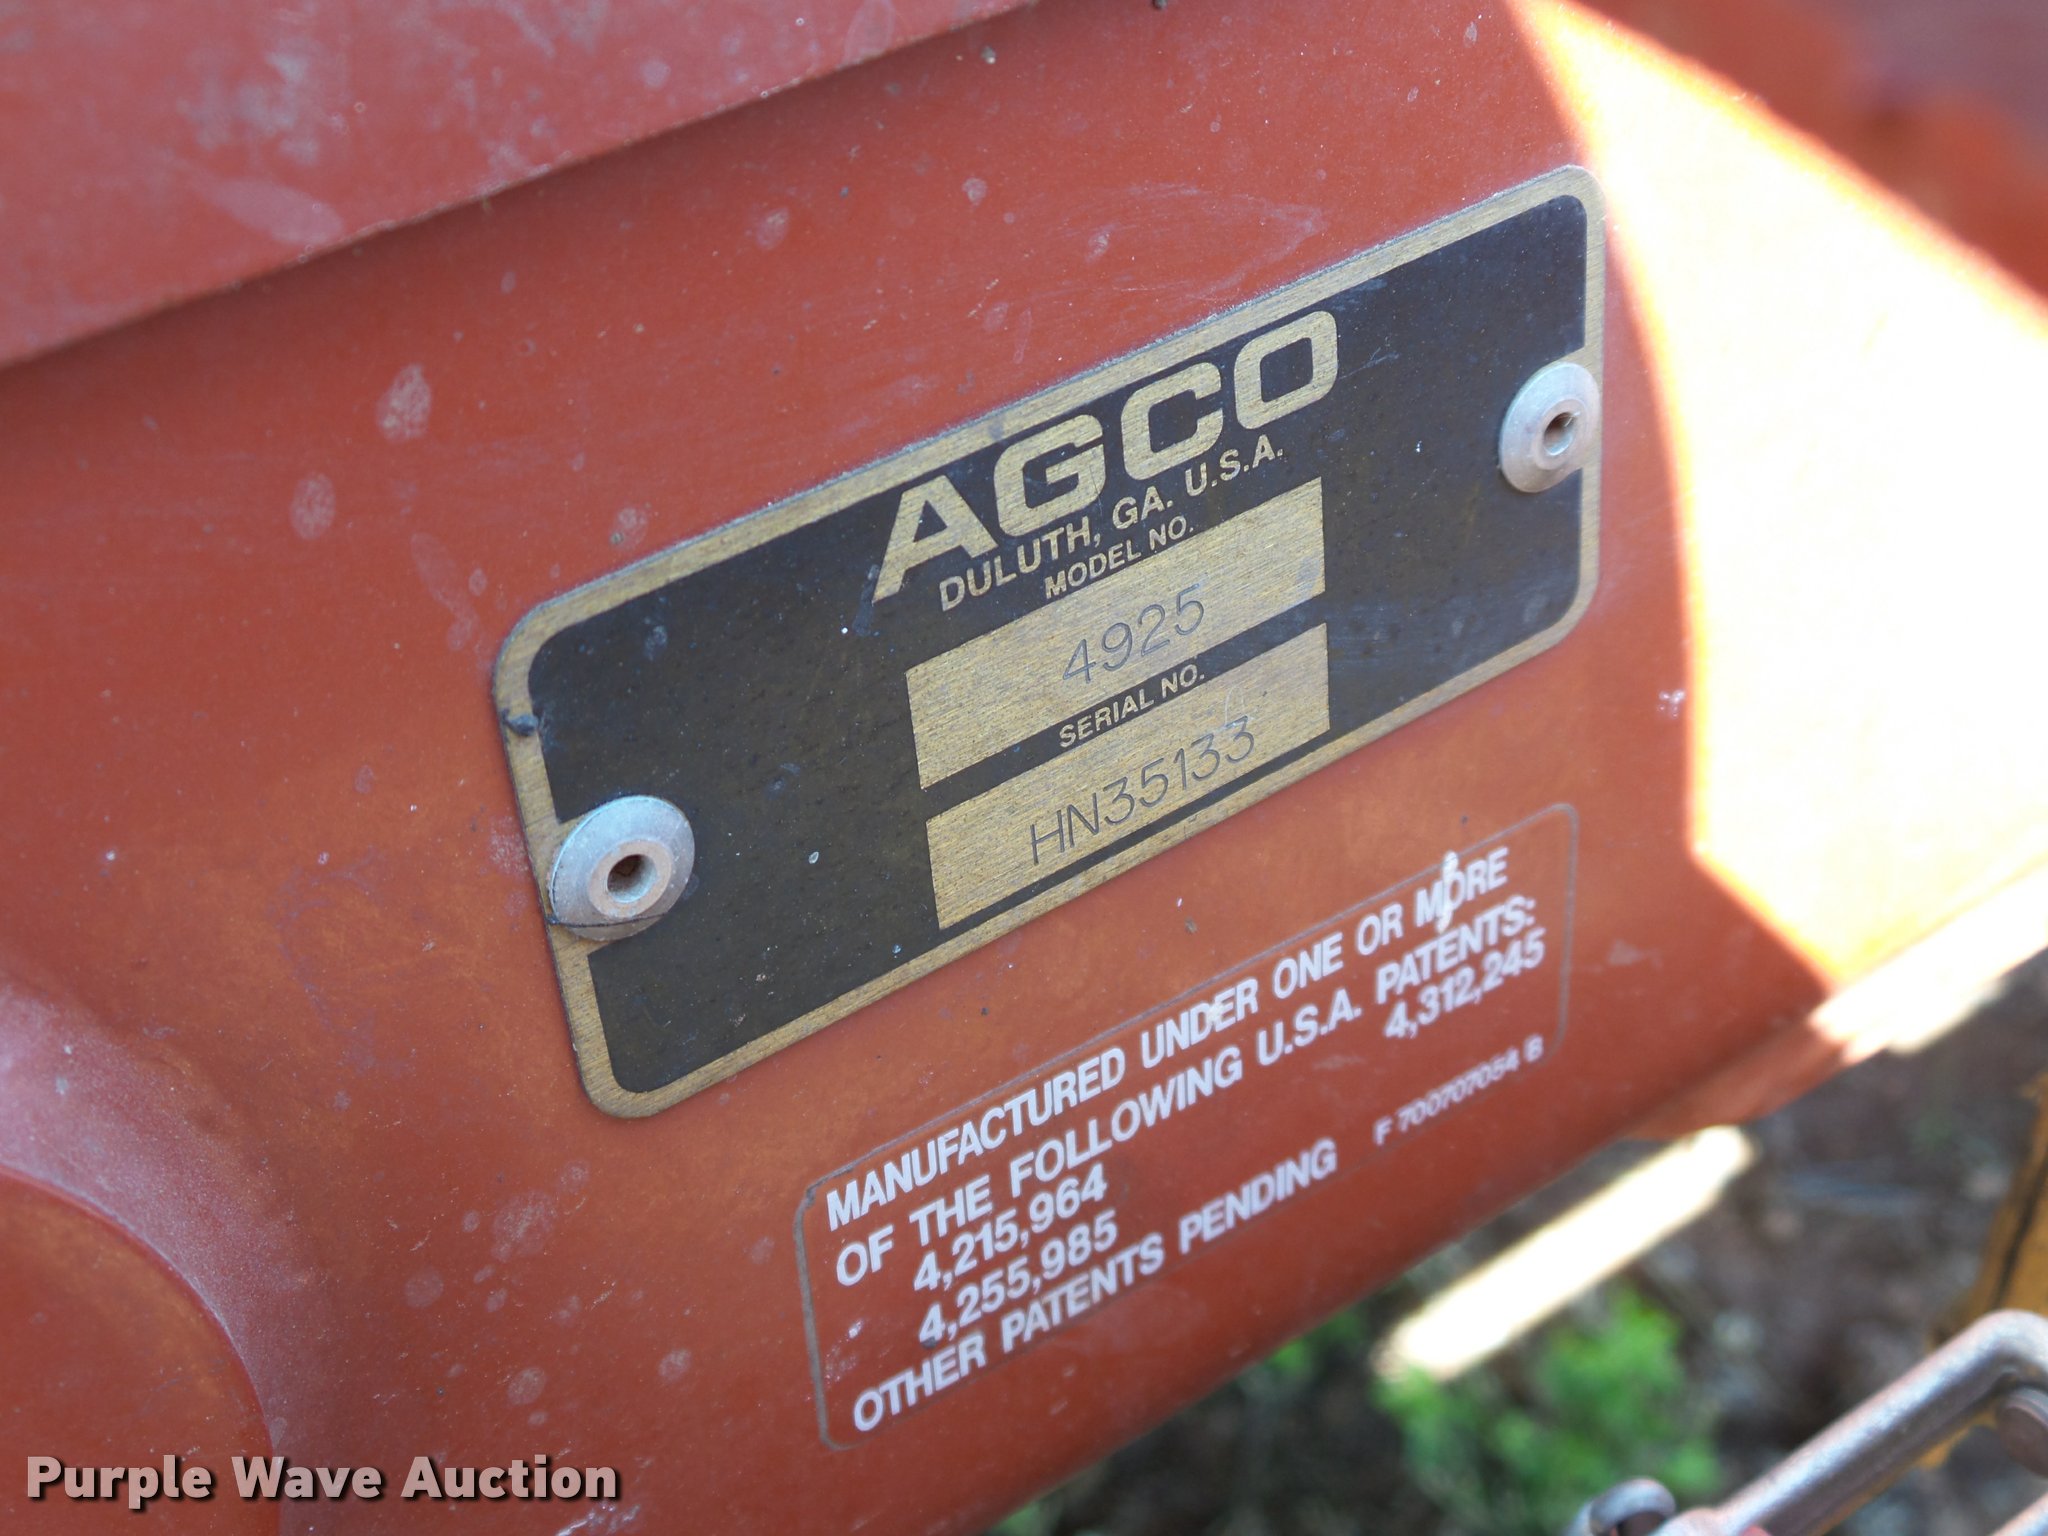 AGCO
DULUTH, GA. U.S.A.
MODEL NO.
4925
SERIAL NO.
HN35133
MANUFACTURED UNDER ONE OR MORE
OF THE FOLLOWING U.S.A. PATENTS:
4,215,964 4,312,245
4,255,985
OTHER PATENTS PENDING F 700707054 B
Purple Wave Auction